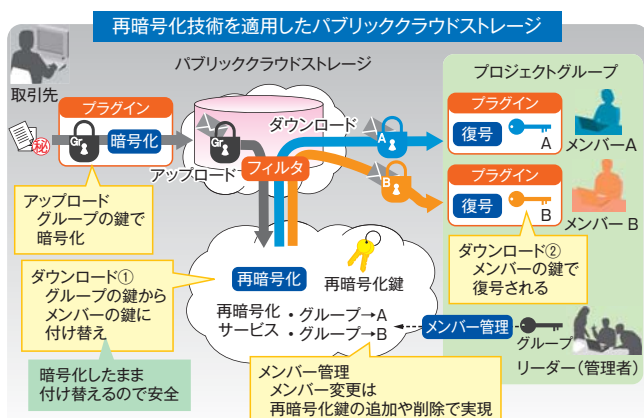 再暗号化技術を適用したパブリッククラウドストレージ
取引先
パブリッククラウドストレージ
プロジェクトグループ
プラグイン
秘
Gr
暗号化
Gr
アップロード
フィルタ
ダウンロード
A
B
プラグイン
復号
A
メンバーA
プラグイン
復号
B
メンバーB
アップロード
グループの鍵で
暗号化
ダウンロード①
グループの鍵から
メンバーの鍵に
付け替え
暗号化したまま
付け替えるので安全
再暗号化
再暗号化鍵
再暗号化
サービス
・グループ→A
・グループ→B
ダウンロード②
メンバーの鍵で
復号される
メンバー管理
グループ
リーダー(管理者)
メンバー管理
メンバー変更は
再暗号化鍵の追加や削除で実現